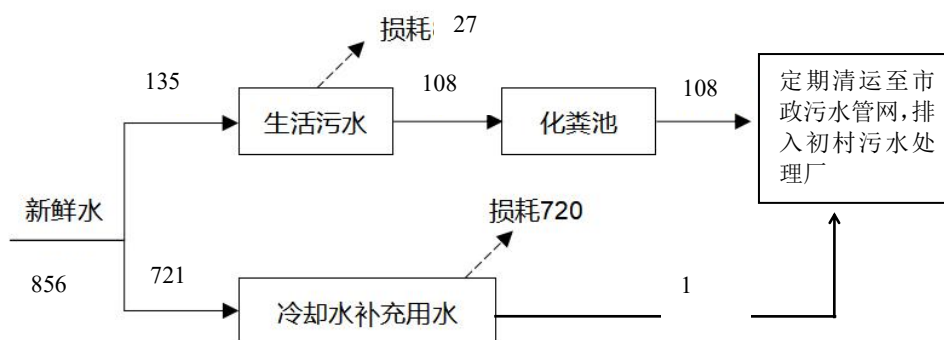 损耗 27
135
108
108
定期清运至市
政污水管网，排
入初村污水处
理厂
生活污水
化粪池
新鲜水
损耗720
856
721
1
冷却水补充用水